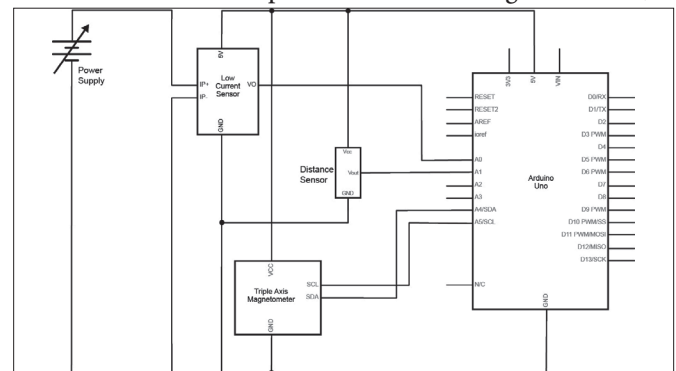 Power
Supply
5V
Low
Current
Sensor
IP+
IP-
VO
GND
Distance
Sensor
Vcc
Vout
GND
VCC
Triple Axis
Magnetometer
SCL
SDA
GND
3V3
5V
VIN
RESET
RESET2
AREF
ioref
A0
A1
A2
A3
A4/SDA
A5/SCL
N/C
Arduino
Uno
D0/RX
D1/TX
D2
D3 PWM
D4
D5 PWM
D6 PWM
D7
D8
D9 PWM
D10 PWM/SS
D11 PWM/MOSI
D12/MISO
D13/SCK
GND